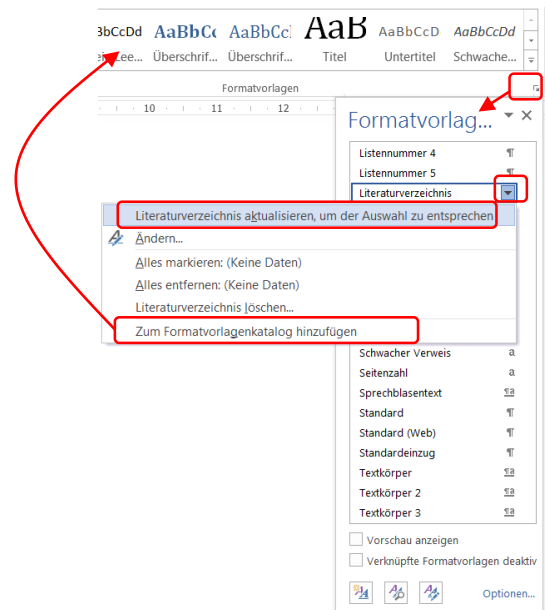 BbCcDd AaBbCc AaBbCcl AaB AaBbCcD AaBbCcDd
Lee... Überschrif... Überschrif... Titel Untertitel Schwache...
Formatvorlagen
10 11 12
Formatvorlag...
Listennummer 4 ¶
Listennummer 5 ¶
Literaturverzeichnis
Literaturverzeichnis aktualisieren, um der Auswahl zu entsprechen
Ändern...
Alles markieren: (Keine Daten)
Alles entfernen: (Keine Daten)
Literaturverzeichnis löschen...
Zum Formatvorlagenkatalog hinzufügen
Schwacher Verweis a
Seitenzahl a
Sprechblasentext ¶a
Standard ¶
Standard (Web) ¶
Standardeinzug ¶
Textkörper ¶a
Textkörper 2 ¶a
Textkörper 3 ¶a
Vorschau anzeigen
Verknüpfte Formatvorlagen deaktiv
Optionen...